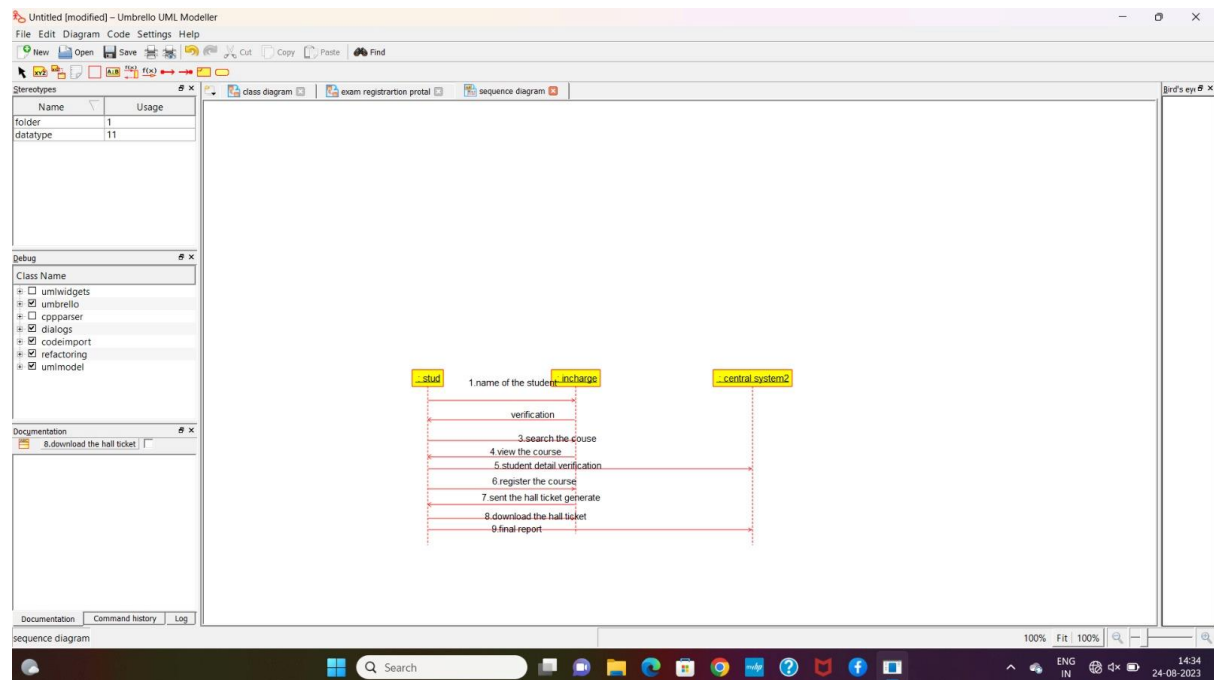 Untitled [modified] – Umbrello UML Modeller
File Edit Diagram Code Settings Help
New Open Save Cut Copy Paste Find
Stereotypes
Name Usage
folder 1
datatype 11
Debug
Class Name
umlwidgets
umbrello
cppparser
dialogs
codeimport
refactoring
umlmodel
Documentation
8.download the hall ticket
Documentation Command history Log
class diagram exam registrartion protal sequence diagram
Bird's eye
: stud : incharge : central system2
1.name of the student
verification
3.search the couse
4.view the course
5.student detail verification
6.register the course
7.sent the hall ticket generate
8.download the hall ticket
9.final report
sequence diagram
100% Fit 100%
Search
ENG
IN
14:34
24-08-2023